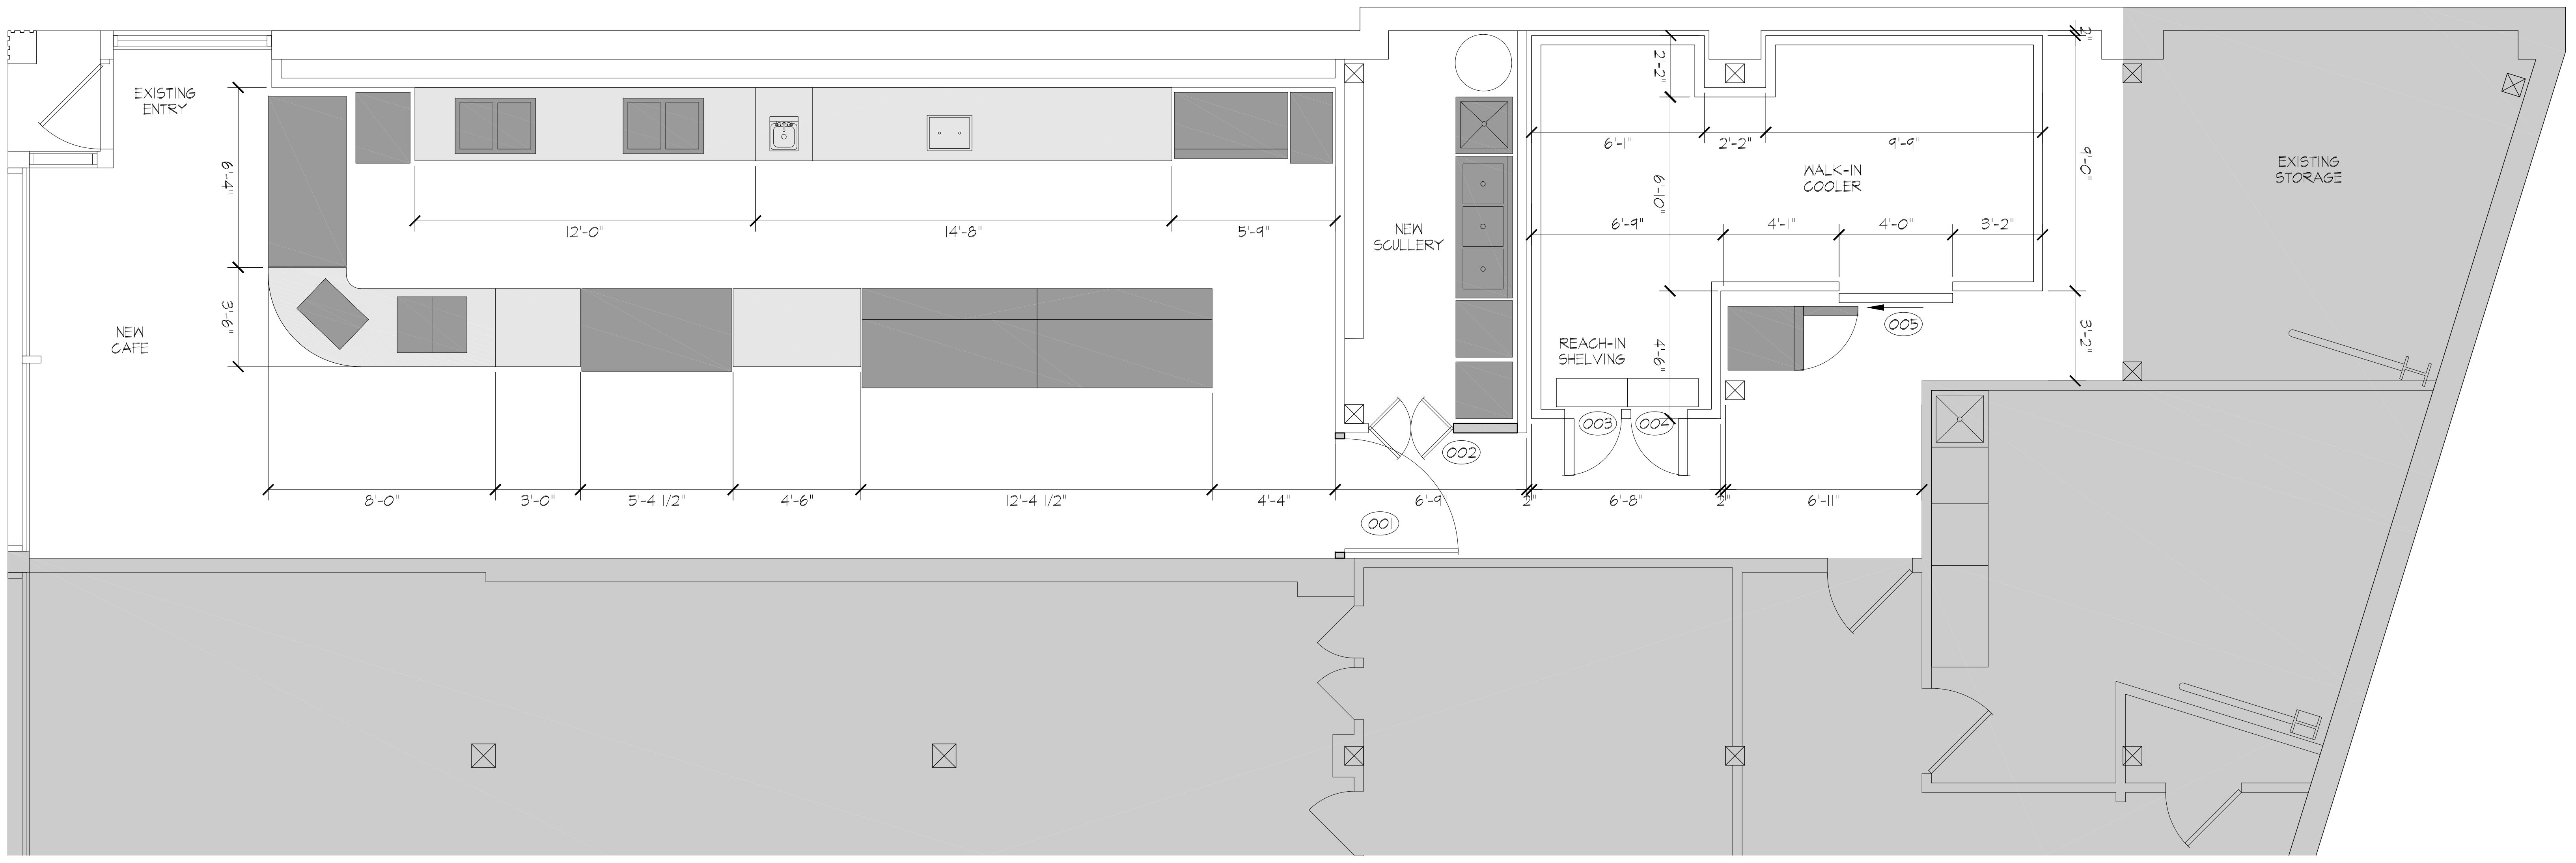 2"
EXISTING
ENTRY
2'-2"
6'-1"
2'-2"
9'-9"
9'-0"
6'-4"
WALK-IN
COOLER
EXISTING
STORAGE
6'-10"
12'-0"
14'-8"
5'-9"
NEW
SCULLERY
6'-9"
4'-1"
4'-0"
3'-2"
3'-6"
NEW
CAFE
005
3'-2"
REACH-IN
SHELVING
4'-6"
003
004
002
8'-0"
3'-0"
5'-4 1/2"
4'-6"
12'-4 1/2"
4'-4"
6'-9"
2"
6'-8"
2"
6'-11"
001